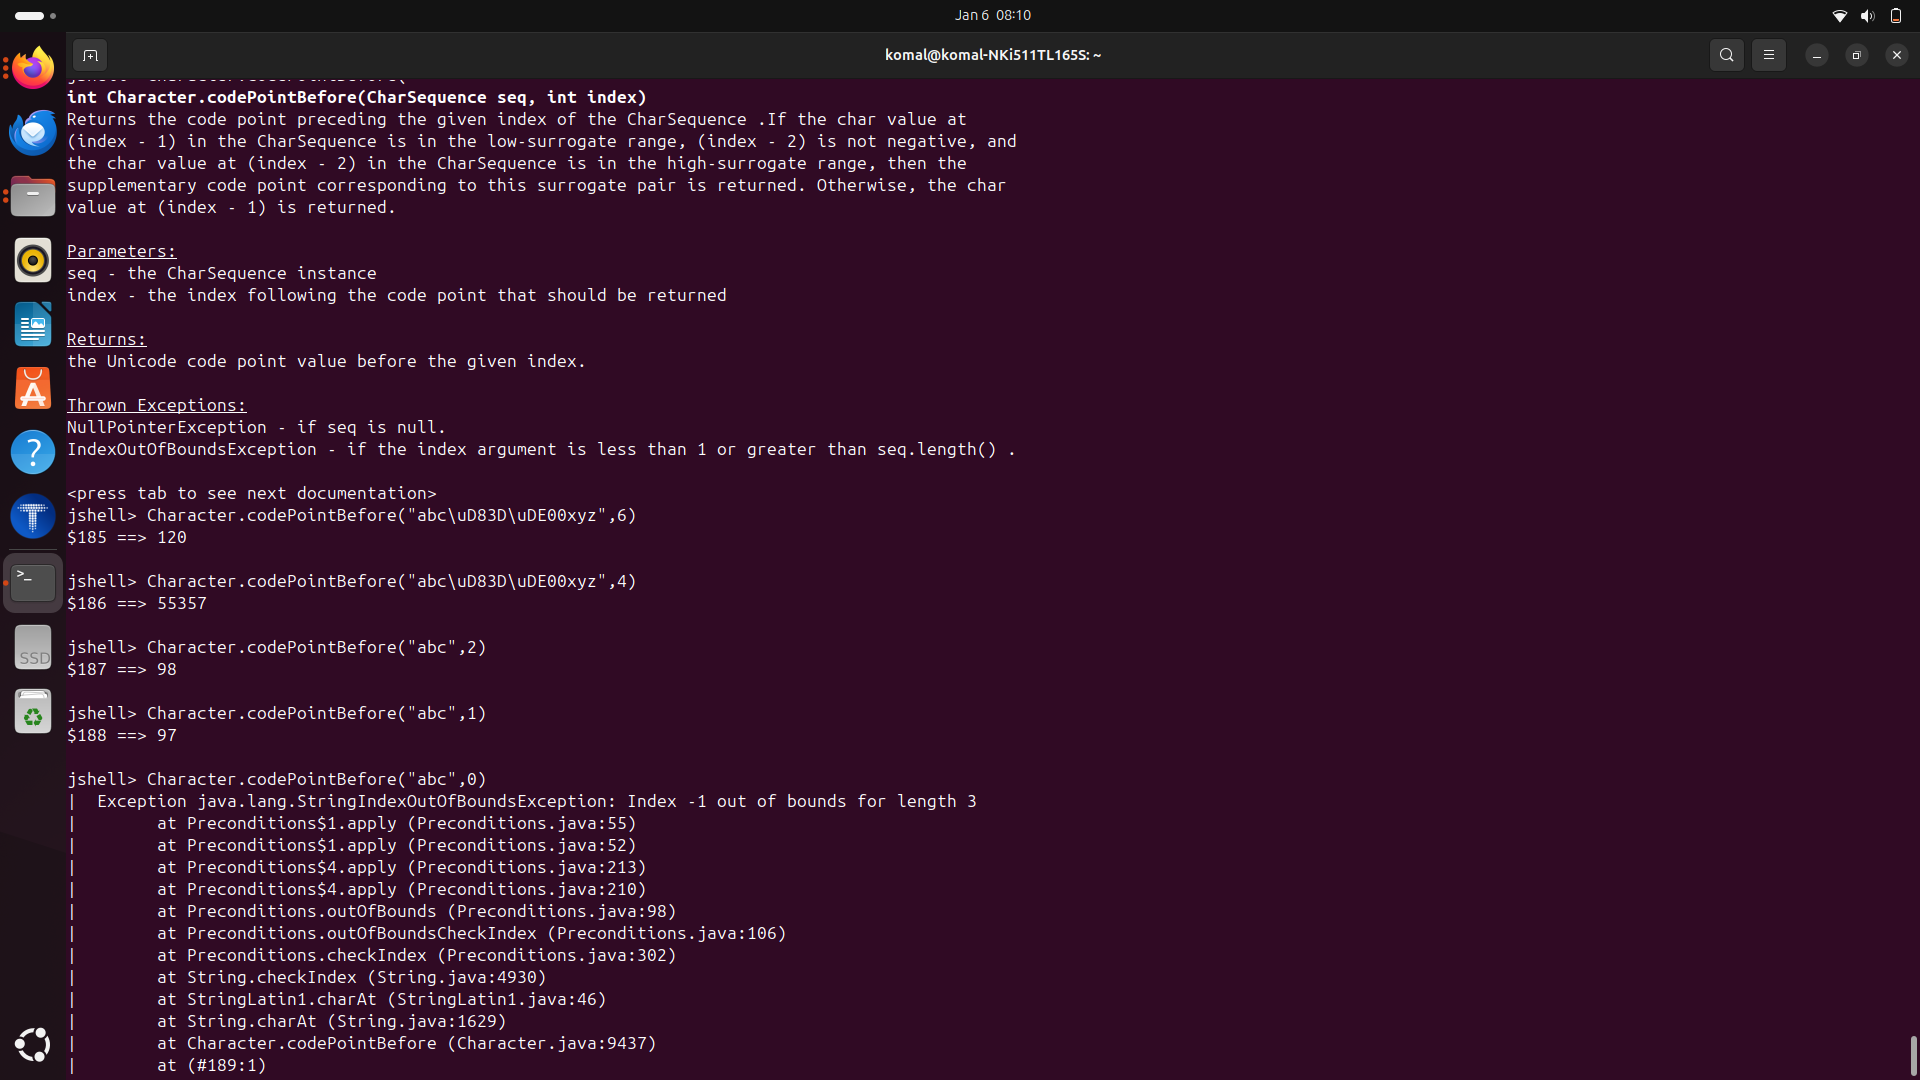 Jan 6 08:10
komal@komal-NKi511TL165S: ~
int Character.codePointBefore(CharSequence seq, int index)
Returns the code point preceding the given index of the CharSequence .If the char value at
(index - 1) in the CharSequence is in the low-surrogate range, (index - 2) is not negative, and
the char value at (index - 2) in the CharSequence is in the high-surrogate range, then the
supplementary code point corresponding to this surrogate pair is returned. Otherwise, the char
value at (index - 1) is returned.
Parameters:
seq - the CharSequence instance
index - the index following the code point that should be returned
Returns:
the Unicode code point value before the given index.
Thrown Exceptions:
NullPointerException - if seq is null.
IndexOutOfBoundsException - if the index argument is less than 1 or greater than seq.length() .
<press tab to see next documentation>
jshell> Character.codePointBefore("abc\uD83D\uDE00xyz",6)
$185 ==> 120
jshell> Character.codePointBefore("abc\uD83D\uDE00xyz",4)
$186 ==> 55357
jshell> Character.codePointBefore("abc",2)
$187 ==> 98
jshell> Character.codePointBefore("abc",1)
$188 ==> 97
jshell> Character.codePointBefore("abc",0)
|  Exception java.lang.StringIndexOutOfBoundsException: Index -1 out of bounds for length 3
|        at Preconditions$1.apply (Preconditions.java:55)
|        at Preconditions$1.apply (Preconditions.java:52)
|        at Preconditions$4.apply (Preconditions.java:213)
|        at Preconditions$4.apply (Preconditions.java:210)
|        at Preconditions.outOfBounds (Preconditions.java:98)
|        at Preconditions.outOfBoundsCheckIndex (Preconditions.java:106)
|        at Preconditions.checkIndex (Preconditions.java:302)
|        at String.checkIndex (String.java:4930)
|        at StringLatin1.charAt (StringLatin1.java:46)
|        at String.charAt (String.java:1629)
|        at Character.codePointBefore (Character.java:9437)
|        at (#189:1)
SSD